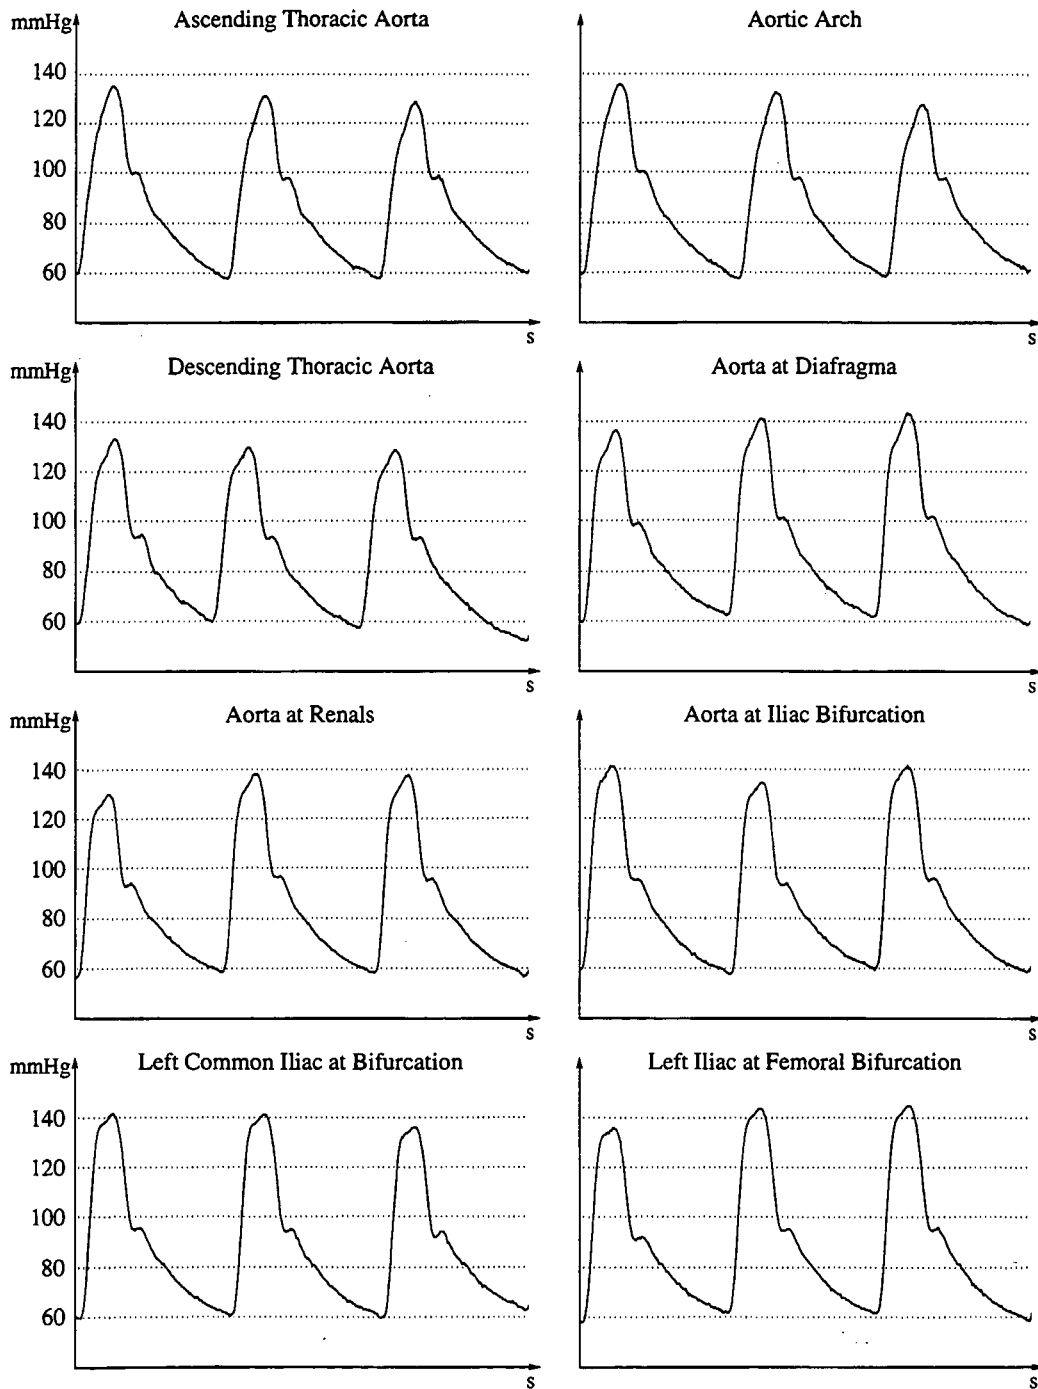 mmHg Ascending Thoracic Aorta Aortic Arch
140
120
100
80
60
s s
mmHg Descending Thoracic Aorta Aorta at Diafragma
140
120
100
80
60
s s
mmHg Aorta at Renals Aorta at Iliac Bifurcation
140
120
100
80
60
s s
mmHg Left Common Iliac at Bifurcation Left Iliac at Femoral Bifurcation
140
120
100
80
60
s s